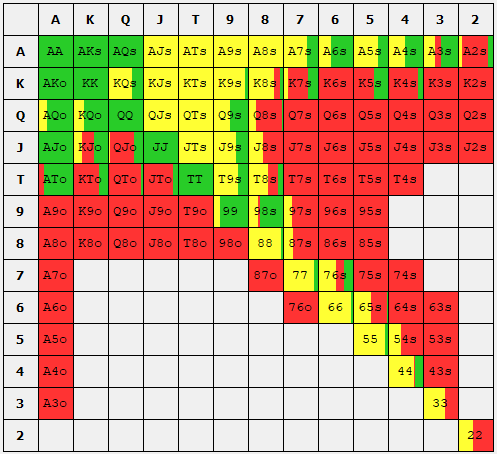 A K Q J T 9 8 7 6 5 4 3 2
A AA AKs AQs AJs ATs A9s A8s A7s A6s A5s A4s A3s A2s
K AKo KK KQs KJs KTs K9s K8s K7s K6s K5s K4s K3s K2s
Q AQo KQo QQ QJs QTs Q9s Q8s Q7s Q6s Q5s Q4s Q3s Q2s
J AJo KJo QJo JJ JTs J9s J8s J7s J6s J5s J4s J3s J2s
T ATo KTo QTo JTo TT T9s T8s T7s T6s T5s T4s
9 A9o K9o Q9o J9o T9o 99 98s 97s 96s 95s
8 A8o K8o Q8o J8o T8o 98o 88 87s 86s 85s
7 A7o 87o 77 76s 75s 74s
6 A6o 76o 66 65s 64s 63s
5 A5o 55 54s 53s
4 A4o 44 43s
3 A3o 33
2 22